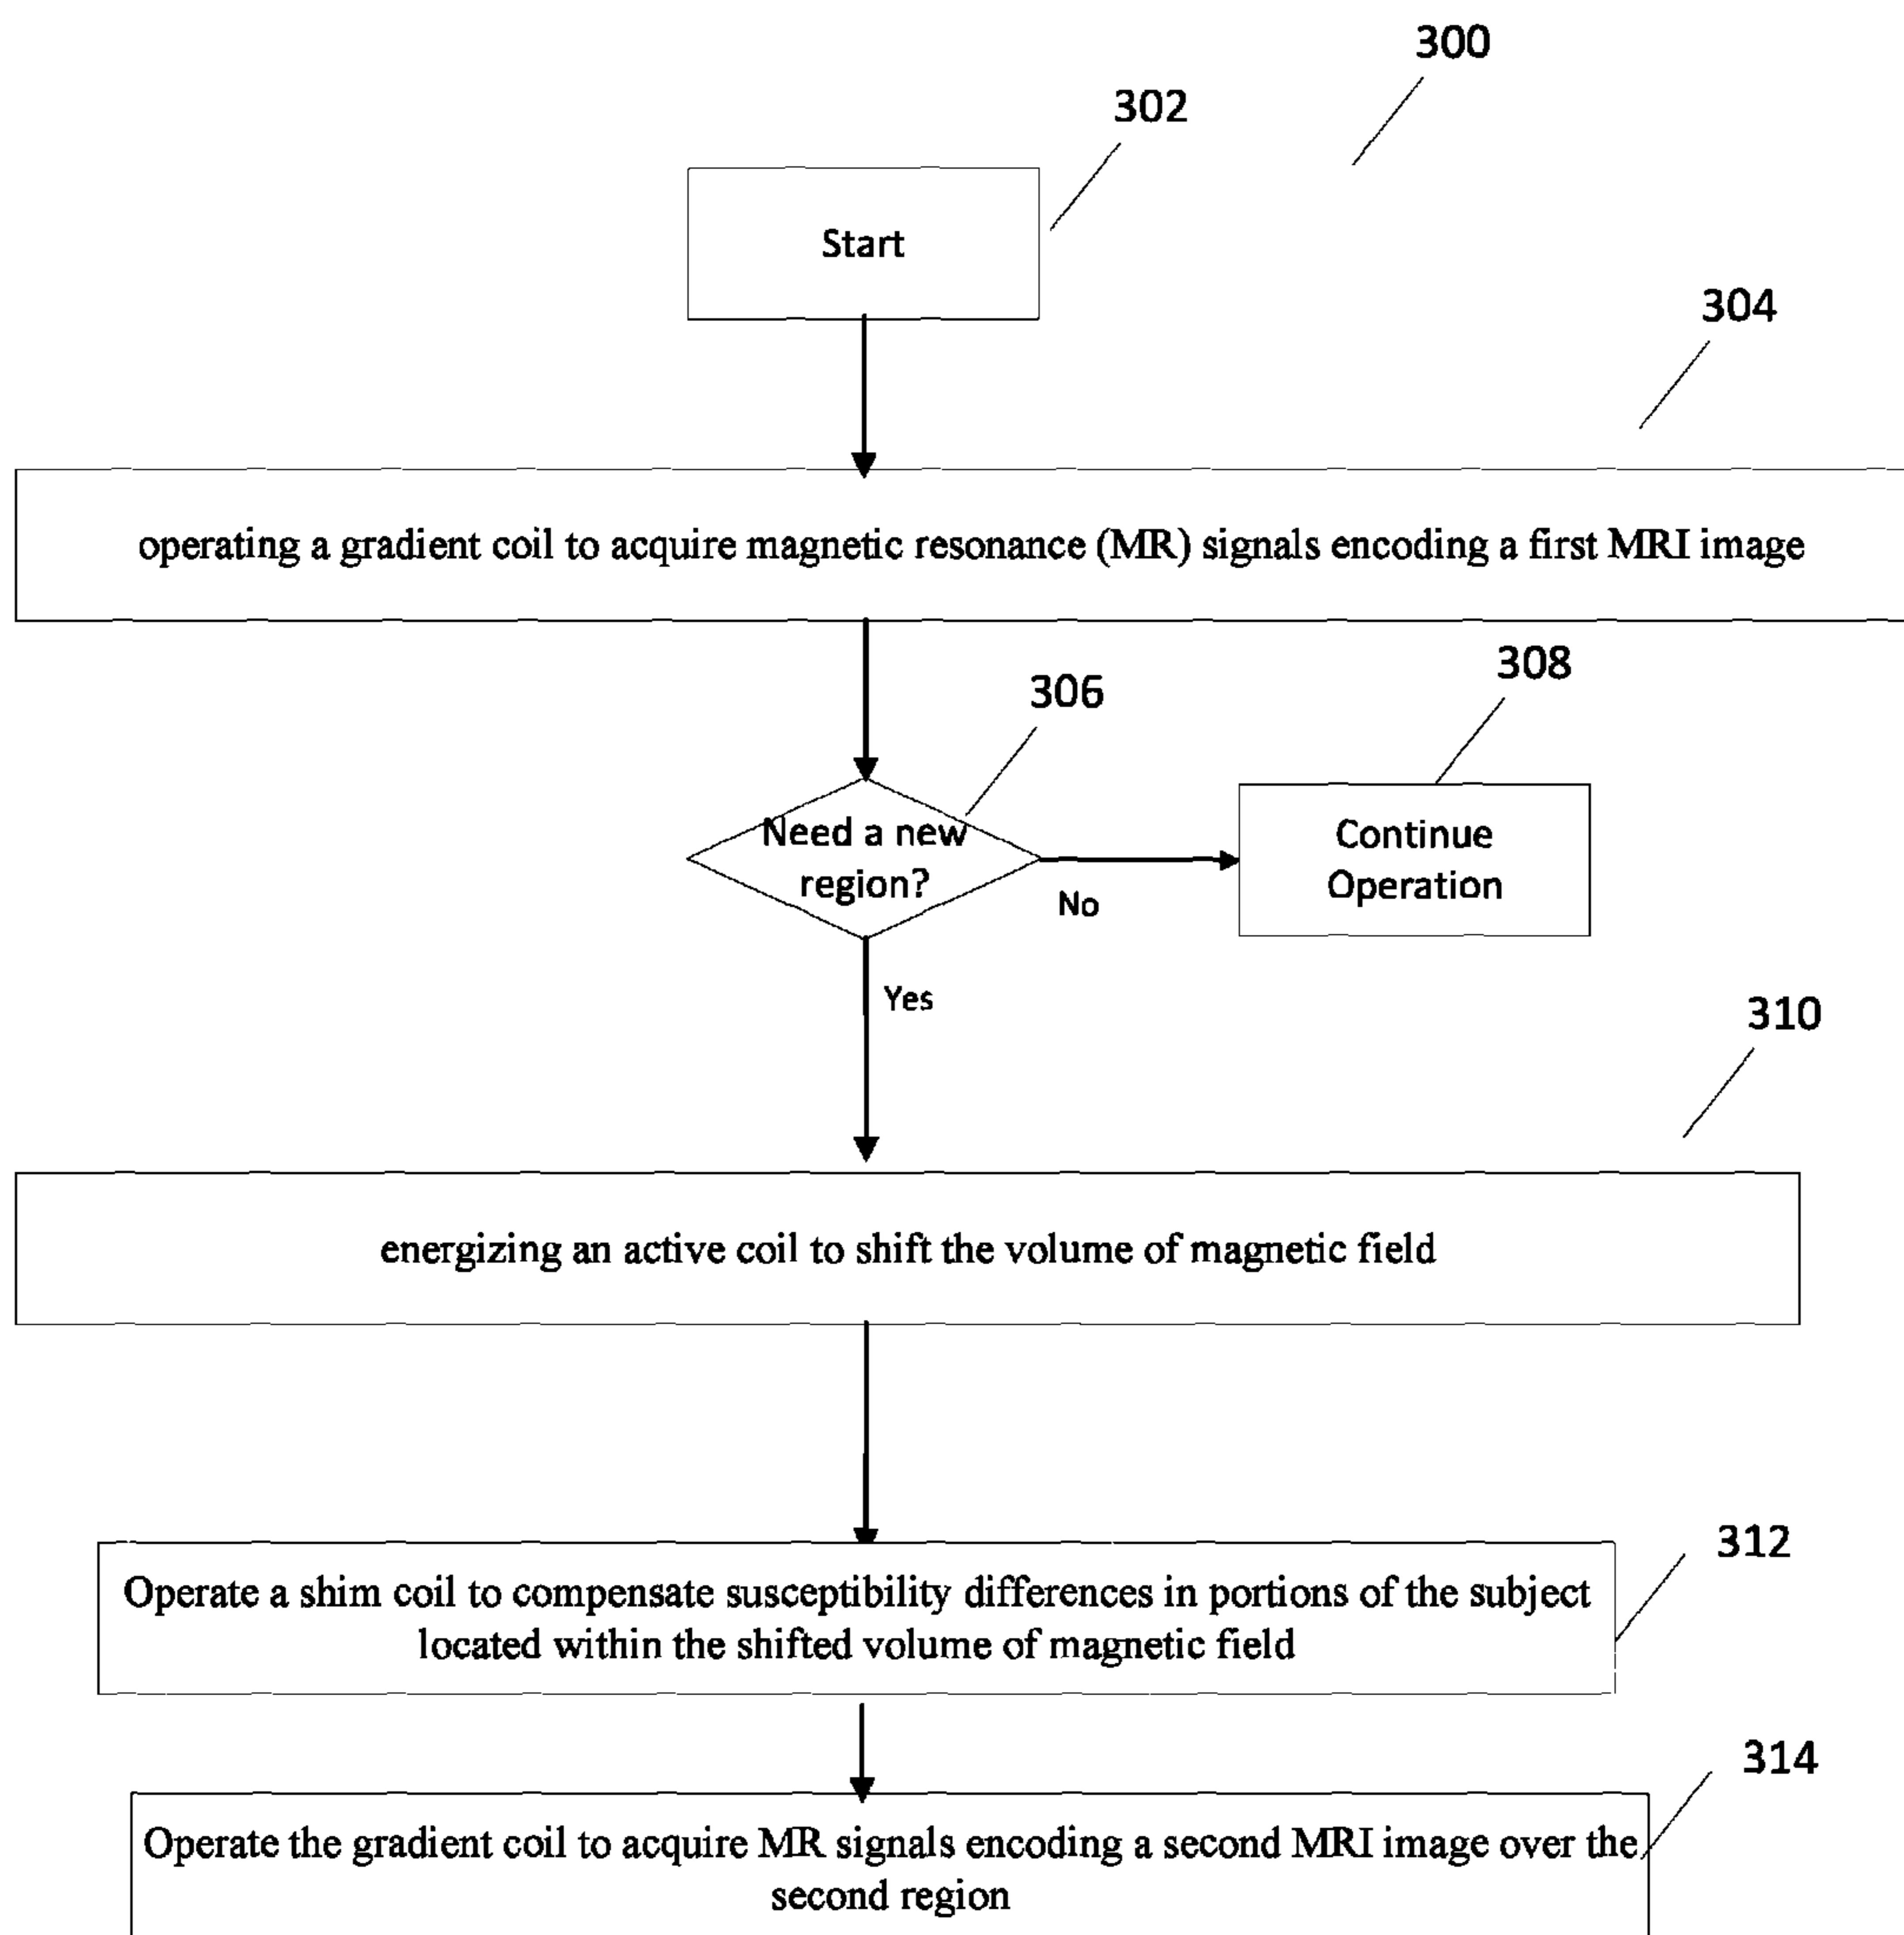 300
302
Start
304
operating a gradient coil to acquire magnetic resonance (MR) signals encoding a first MRI image
306
308
Need a new
region?
No
Continue
Operation
Yes
310
energizing an active coil to shift the volume of magnetic field
312
Operate a shim coil to compensate susceptibility differences in portions of the subject
located within the shifted volume of magnetic field
314
Operate the gradient coil to acquire MR signals encoding a second MRI image over the
second region